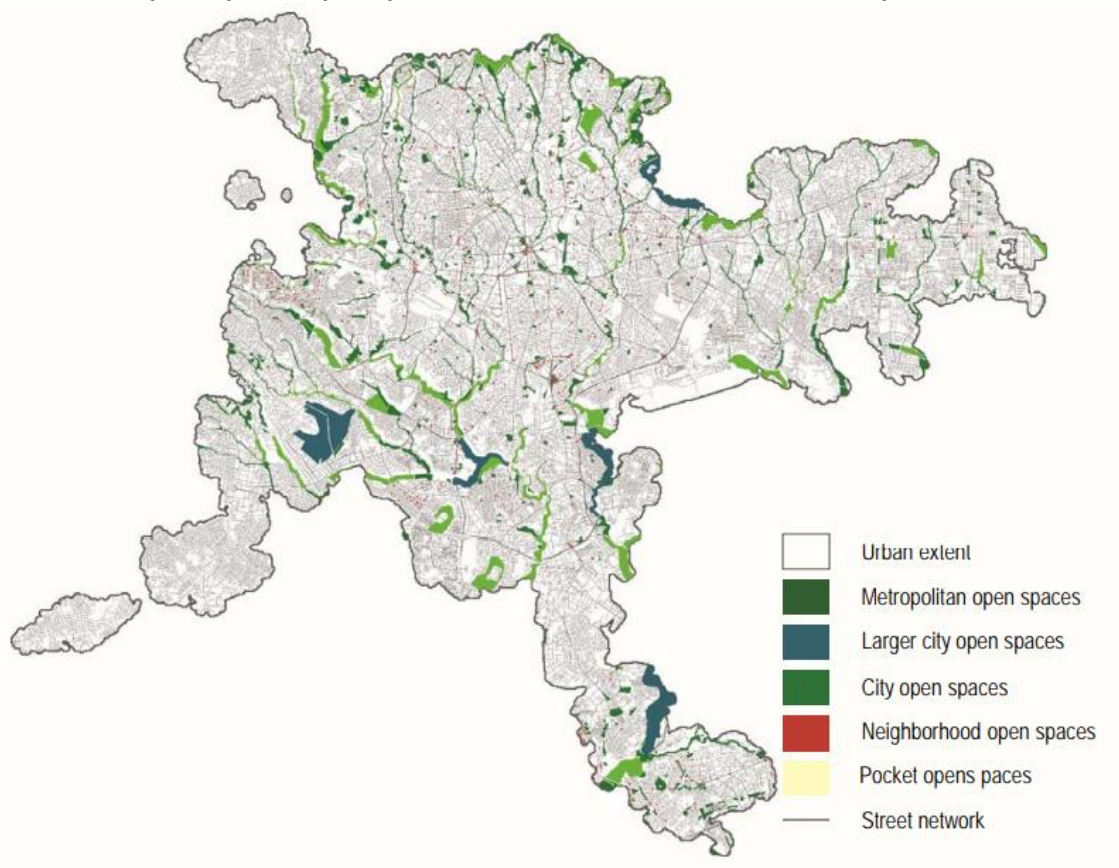 Urban extent
Metropolitan open spaces
Larger city open spaces
City open spaces
Neighborhood open spaces
Pocket opens paces
Street network